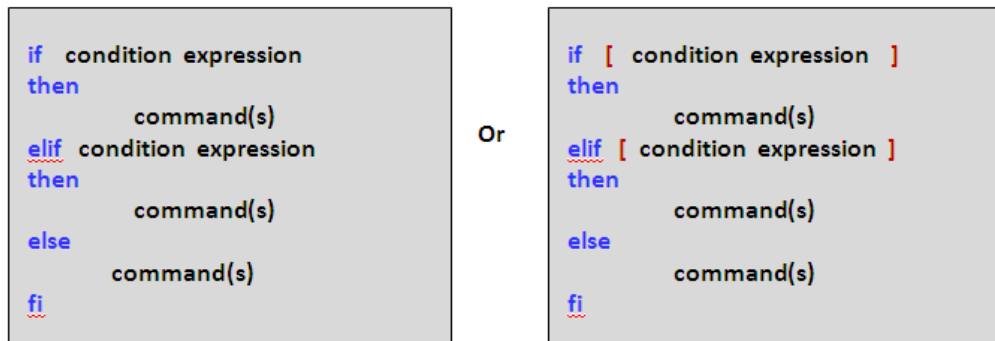 if condition expression
then
command(s)
elif condition expression
then
command(s)
else
command(s)
fi
Or
if [ condition expression ]
then
command(s)
elif [ condition expression ]
then
command(s)
else
command(s)
fi